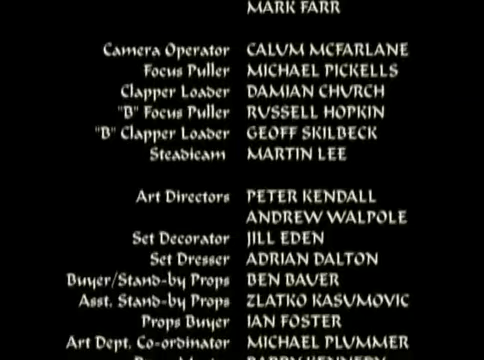 MARK FARR
Camera Operator CALUM MCFARLANE
Focus Puller MICHAEL PICKELLS
Clapper Loader DAMIAN CHURCH
"B" Focus Puller RUSSELL HOPKIN
"B" Clapper Loader GEOFF SKILBECK
Steadicam MARTIN LEE
Art Directors PETER KENDALL
ANDREW WALPOLE
Set Decorator JILL EDEN
Set Dresser ADRIAN DALTON
Buyer/Stand-by Props BEN BAUER
Asst. Stand-by Props ZLATKO KASUMOVIC
Props Buyer IAN FOSTER
Art Dept. Co-ordinator MICHAEL PLUMMER